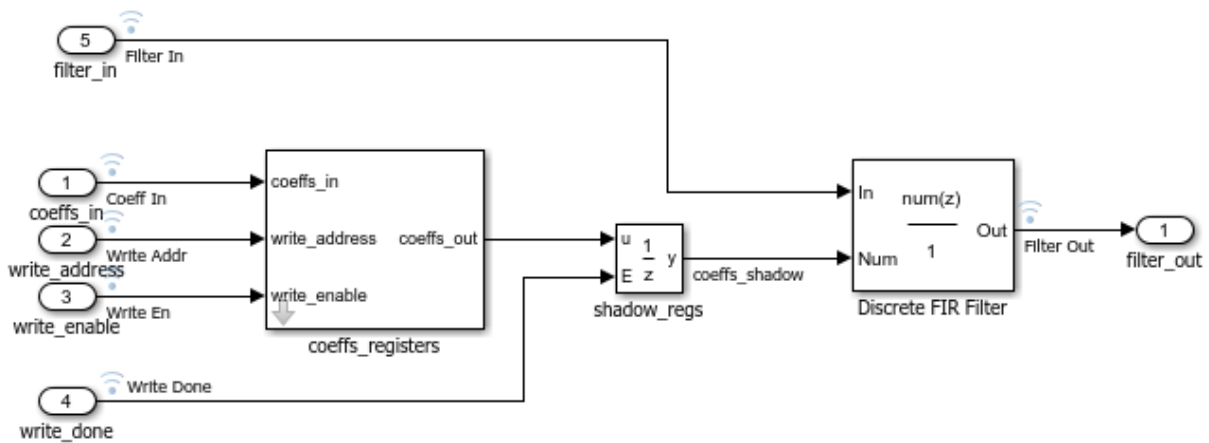 5
Filter In
filter_in
1
Coeff In
coeffs_in
2
Write Addr
write_address
3
Write En
write_enable
coeffs_in
write_address
coeffs_out
write_enable
coeffs_registers
4
Write Done
write_done
u
1
z
y
E
shadow_regs
coeffs_shadow
In
num(z)
1
Out
Num
Discrete FIR Filter
Filter Out
1
filter_out